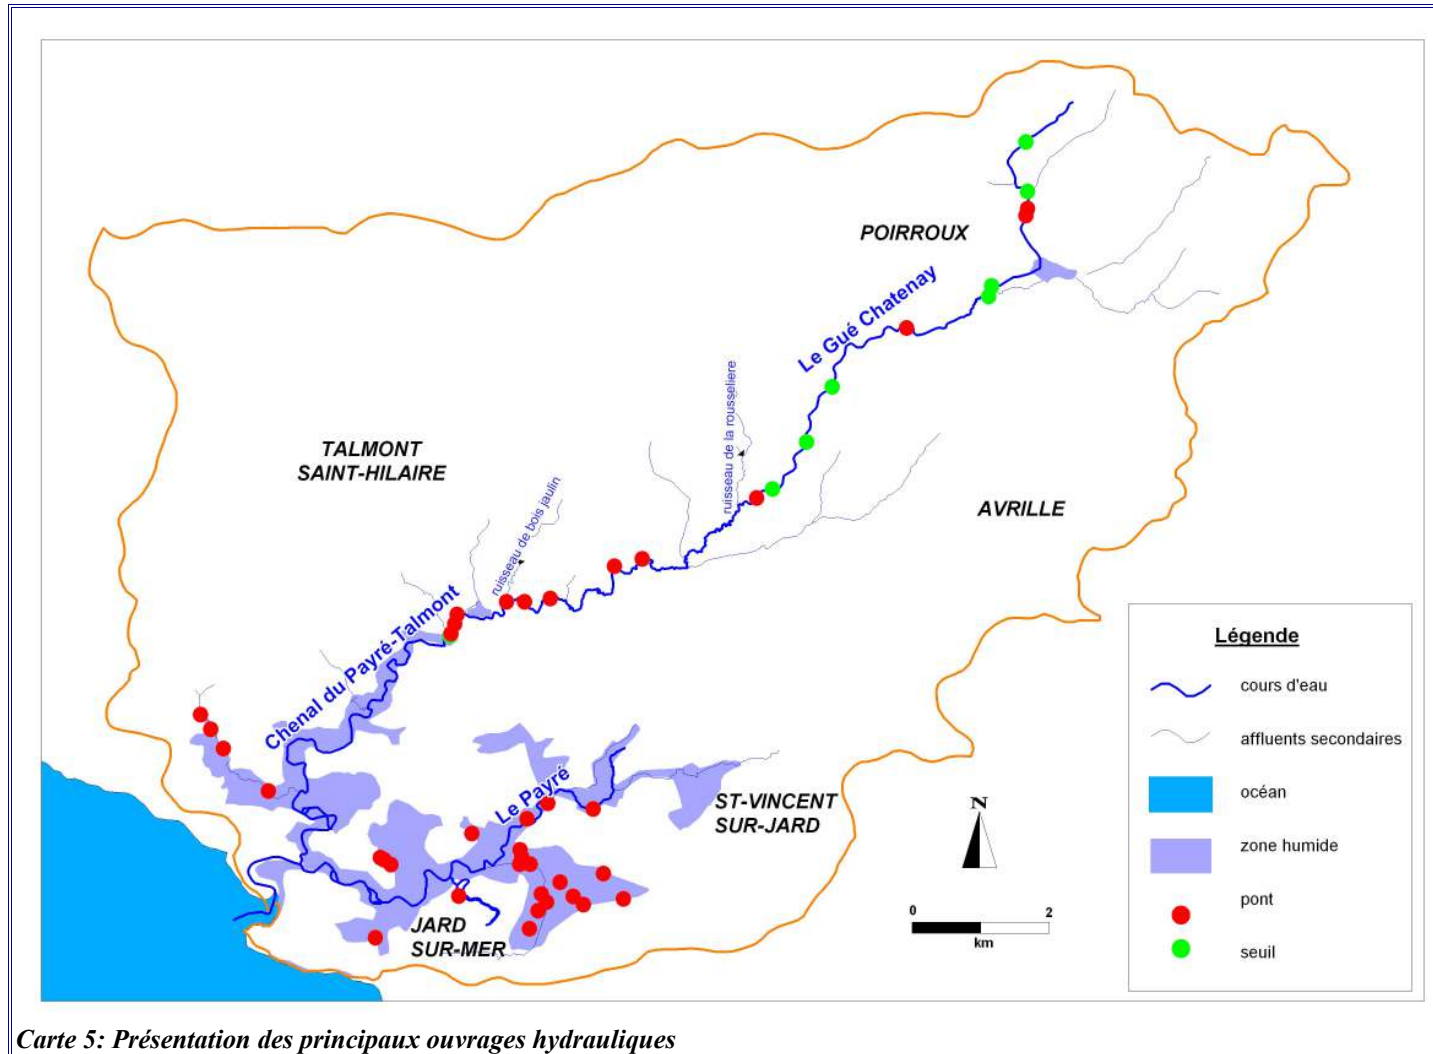 POIRROUX
Le Gué Chatenay
ruisseau de la rousseliere
TALMONT
SAINT-HILAIRE
ruisseau de bois jaulin
AVRILLE
Chenal du Payré-Talmont
Le Payré
ST-VINCENT
SUR-JARD
JARD
SUR-MER
N
0 2
km
Légende
cours d'eau
affluents secondaires
océan
zone humide
pont
seuil
Carte 5: Présentation des principaux ouvrages hydrauliques